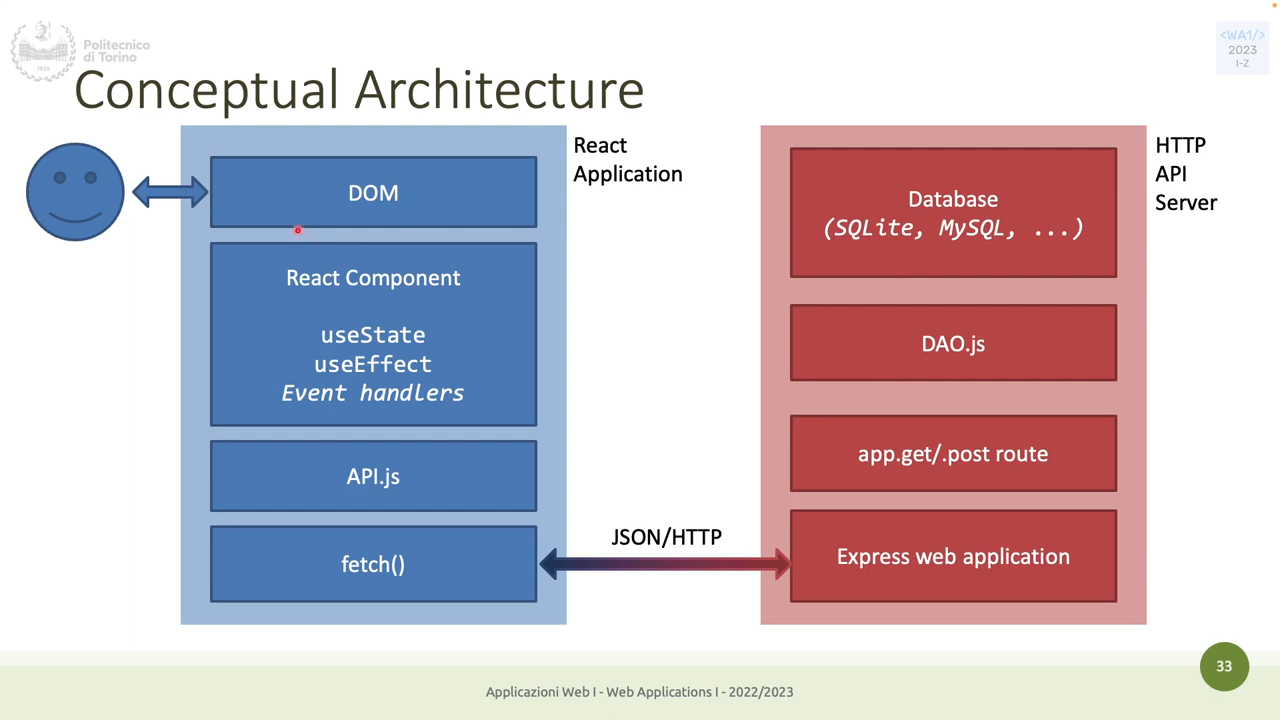 Politecnico
di Torino
1859
<WA1/>
2023
I-Z
Conceptual Architecture
React
Application
DOM
React Component
useState
useEffect
Event handlers
API.js
fetch()
JSON/HTTP
HTTP
API
Server
Database
(SQLite, MySQL, ...)
DAO.js
app.get/.post route
Express web application
33
Applicazioni Web I - Web Applications I - 2022/2023